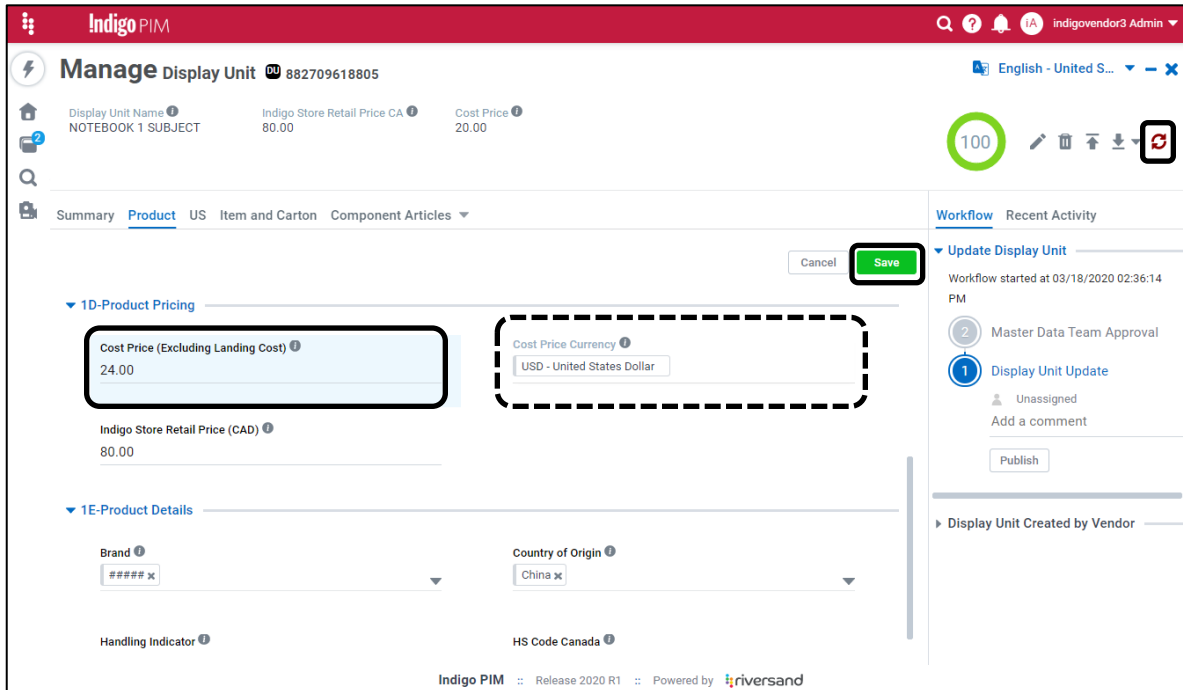 Indigo PIM
iA indigovendor3 Admin
Manage Display Unit DU 882709618805
English - United S...
Display Unit Name
NOTEBOOK 1 SUBJECT
Indigo Store Retail Price CA
80.00
Cost Price
20.00
100
2
Summary Product US Item and Carton Component Articles
Cancel
Save
1D-Product Pricing
Cost Price (Excluding Landing Cost)
24.00
Cost Price Currency
USD - United States Dollar
Indigo Store Retail Price (CAD)
80.00
1E-Product Details
Brand
#####
Country of Origin
China
Handling Indicator
HS Code Canada
Workflow Recent Activity
Update Display Unit
Workflow started at 03/18/2020 02:36:14
PM
2 Master Data Team Approval
1 Display Unit Update
Unassigned
Add a comment
Publish
Display Unit Created by Vendor
Indigo PIM :: Release 2020 R1 :: Powered by riversand